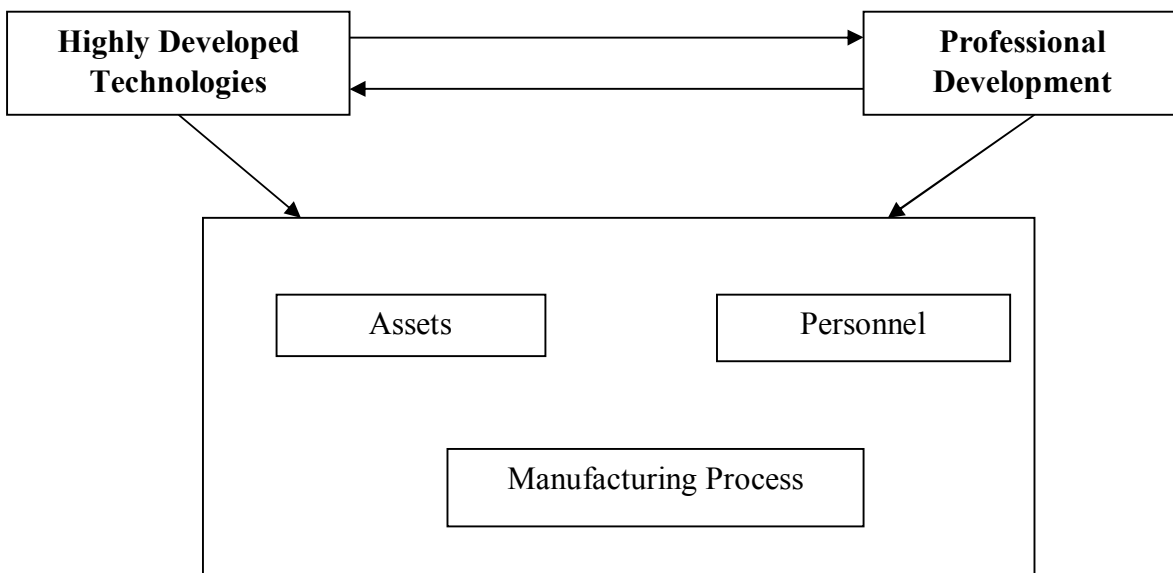 Highly Developed
Technologies
Professional
Development
Assets
Personnel
Manufacturing Process